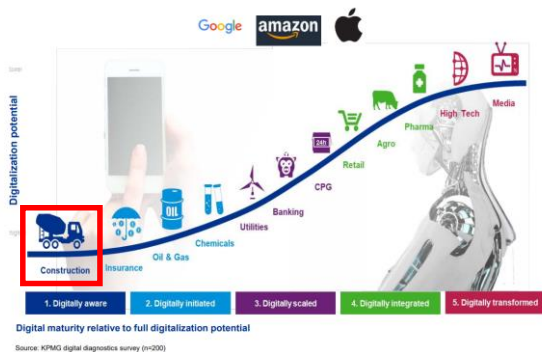 Google
amazon
Digitalization potential
Media
High Tech
Pharma
Agro
Retail
24h
CPG
Banking
Utilities
OIL
Chemicals
Oil & Gas
Insurance
Construction
1. Digitally aware
2. Digitally initiated
3. Digitally scaled
4. Digitally integrated
5. Digitally transformed
Digital maturity relative to full digitalization potential
Source: KPMG digital diagnostics survey (n=200)